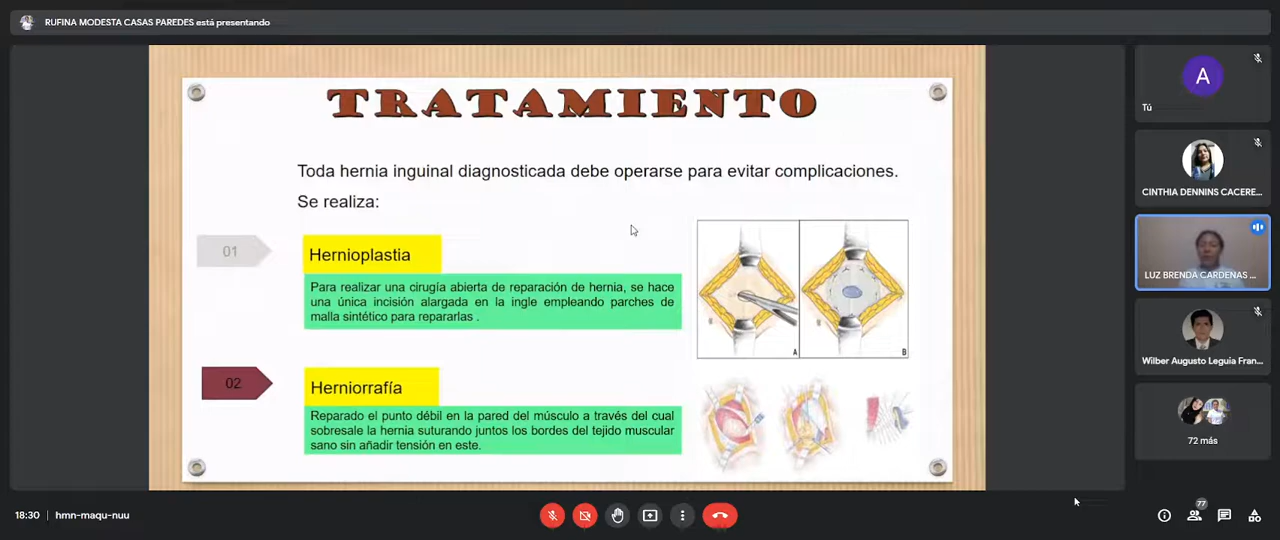 RUFINA MODESTA CASAS PAREDES está presentando
TRATAMIENTO
Toda hernia inguinal diagnosticada debe operarse para evitar complicaciones.
Se realiza:
01
Hernioplastia
Para realizar una cirugía abierta de reparación de hernia, se hace
una única incisión alargada en la ingle empleando parches de
malla sintético para repararlas .
A
B
02
Herniorrafía
Reparado el punto débil en la pared del músculo a través del cual
sobresale la hernia suturando juntos los bordes del tejido muscular
sano sin añadir tensión en este.
A
Tú
CINTHIA DENNINS CACERE...
LUZ BRENDA CARDENAS ...
Wilber Augusto Leguia Fran...
72 más
18:30 | hmn-maqu-nuu
77